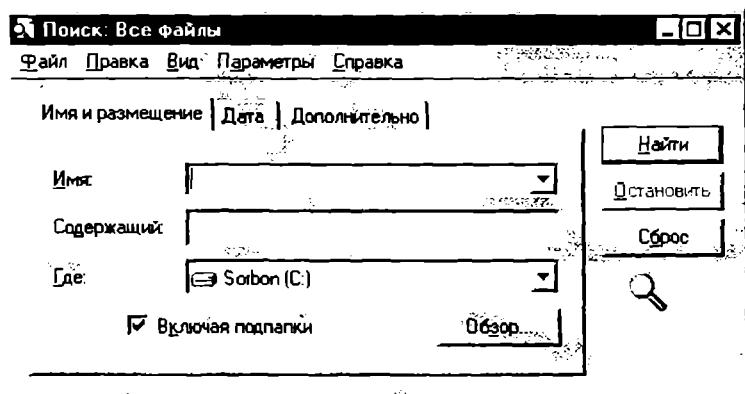 Поиск: Все файлы
Файл Правка Вид Параметры Справка
Имя и размещение Дата Дополнительно
Найти
Имя:
Остановить
Содержащий:
Сброс
Где: Sorbon (C:)
Включая подпапки Обзор...